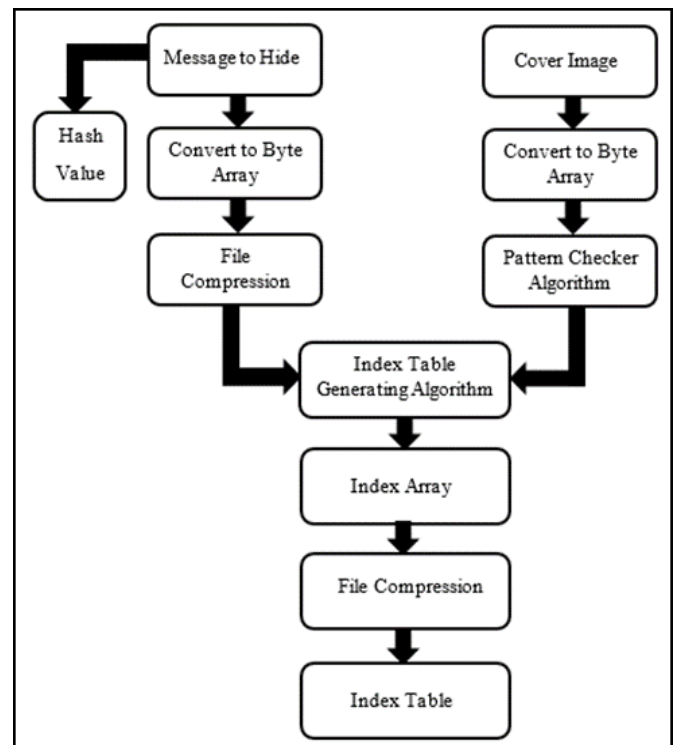 Message to Hide
Cover Image
Hash
Value
Convert to Byte
Array
Convert to Byte
Array
File
Compression
Pattern Checker
Algorithm
Index Table
Generating Algorithm
Index Array
File Compression
Index Table